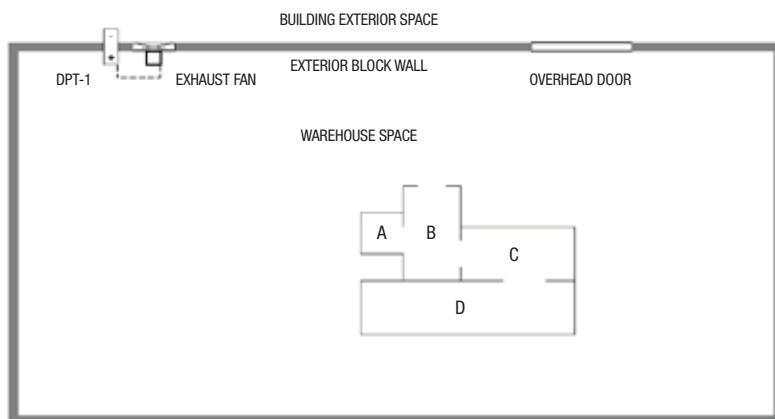 BUILDING EXTERIOR SPACE
EXTERIOR BLOCK WALL
DPT-1
EXHAUST FAN
OVERHEAD DOOR
WAREHOUSE SPACE
A
B
C
D